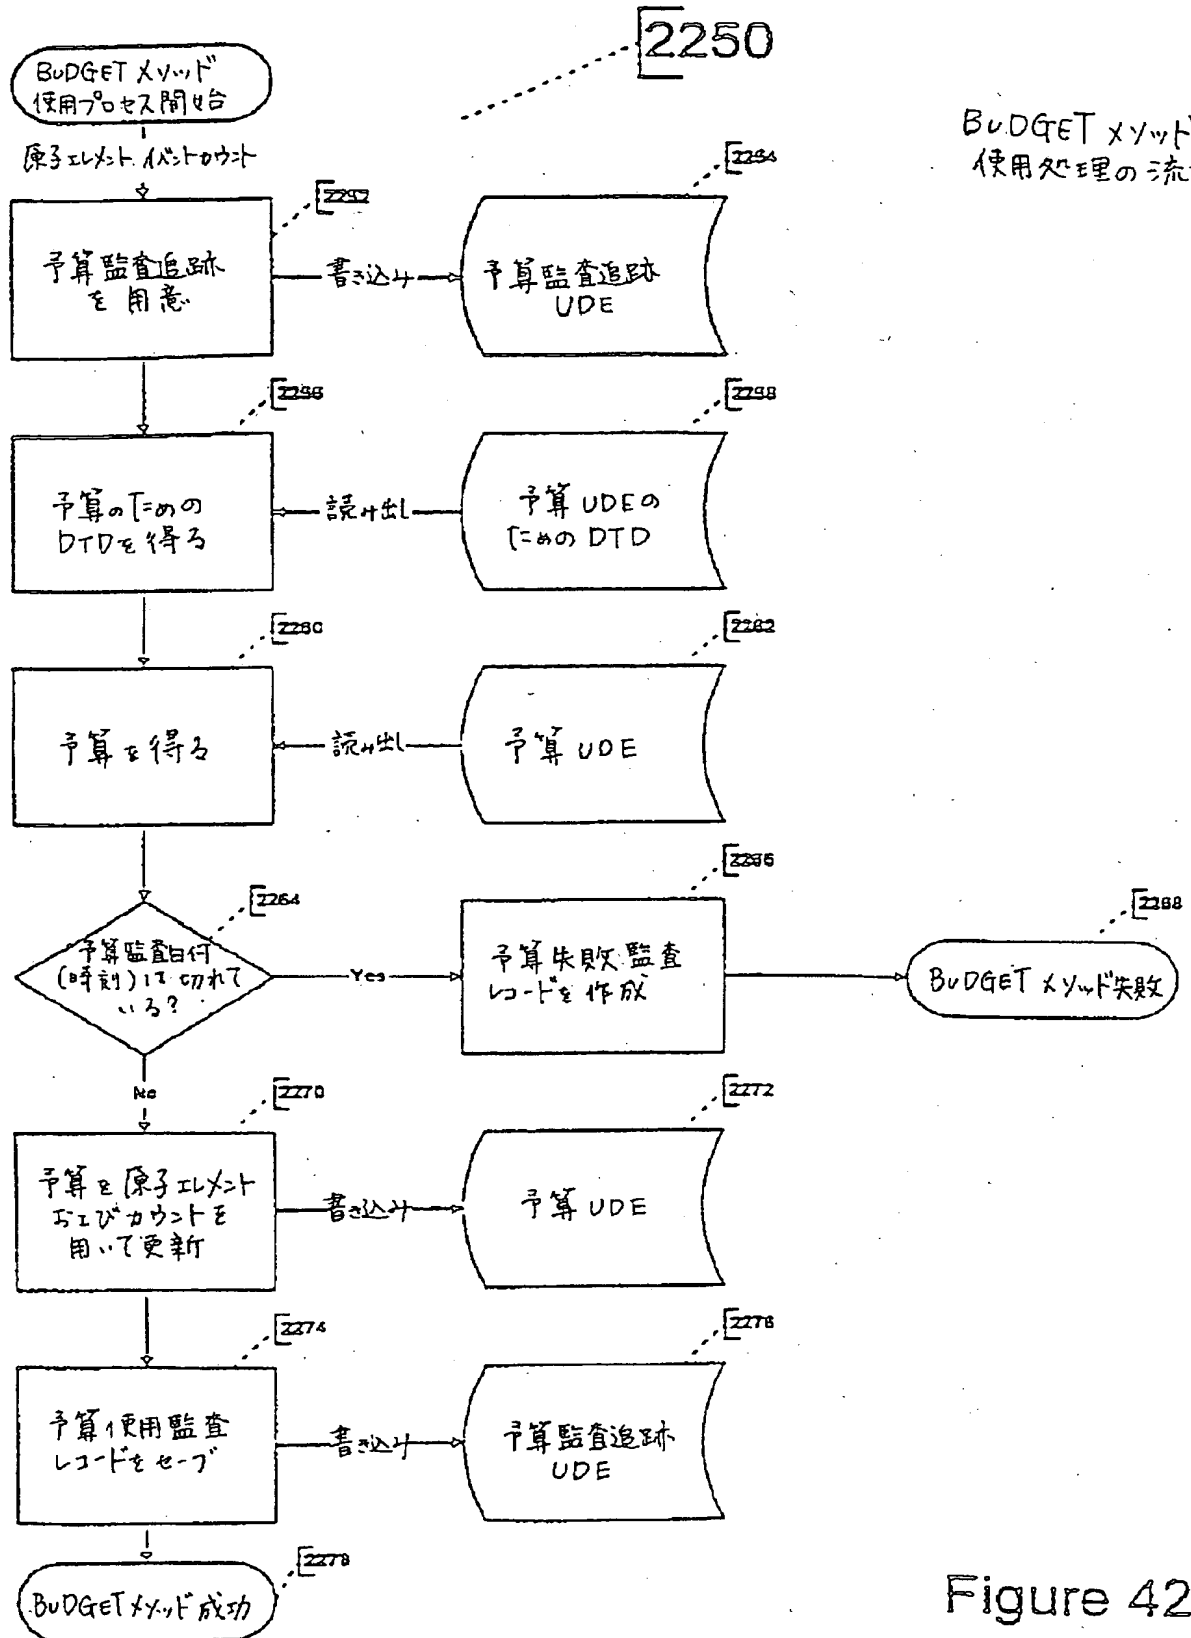 2250
BUDGET メソッド
使用プロセス開始
BUDGET メソッド
使用処理の流
原子エレメント、イベントカウント
2252
2254
予算監査追跡
を用意
書き込み
予算監査追跡
UDE
2256
2258
予算のための
DTDを得る
読み出し
予算 UDEの
ための DTD
2260
2262
予算を得る
読み出し
予算 UDE
2264
2266
2268
予算監査日付
(時刻)は切れて
いる?
Yes
予算失敗監査
レコードを作成
BUDGET メソッド失敗
No
2270
2272
予算を原子エレメント
およびカウントを
用いて更新
書き込み
予算 UDE
2274
2276
予算使用監査
レコードをセーブ
書き込み
予算監査追跡
UDE
2278
BUDGETメソッド成功
Figure 42